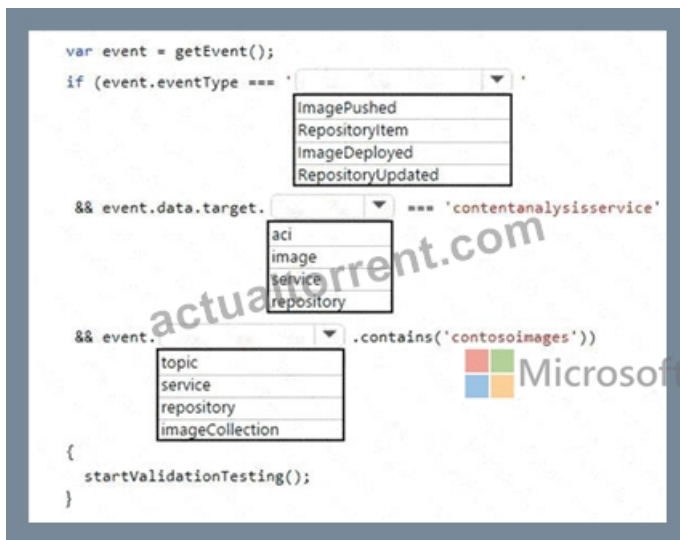 var event = getEvent();
if (event.eventType === ' '
ImagePushed
RepositoryItem
ImageDeployed
RepositoryUpdated
&& event.data.target. === 'contentanalysisservice'
aci
image
service
repository
actualtorrent.com
&& event. .contains('contosoimages'))
topic
service
repository
imageCollection
Microsoft
{
startValidationTesting();
}